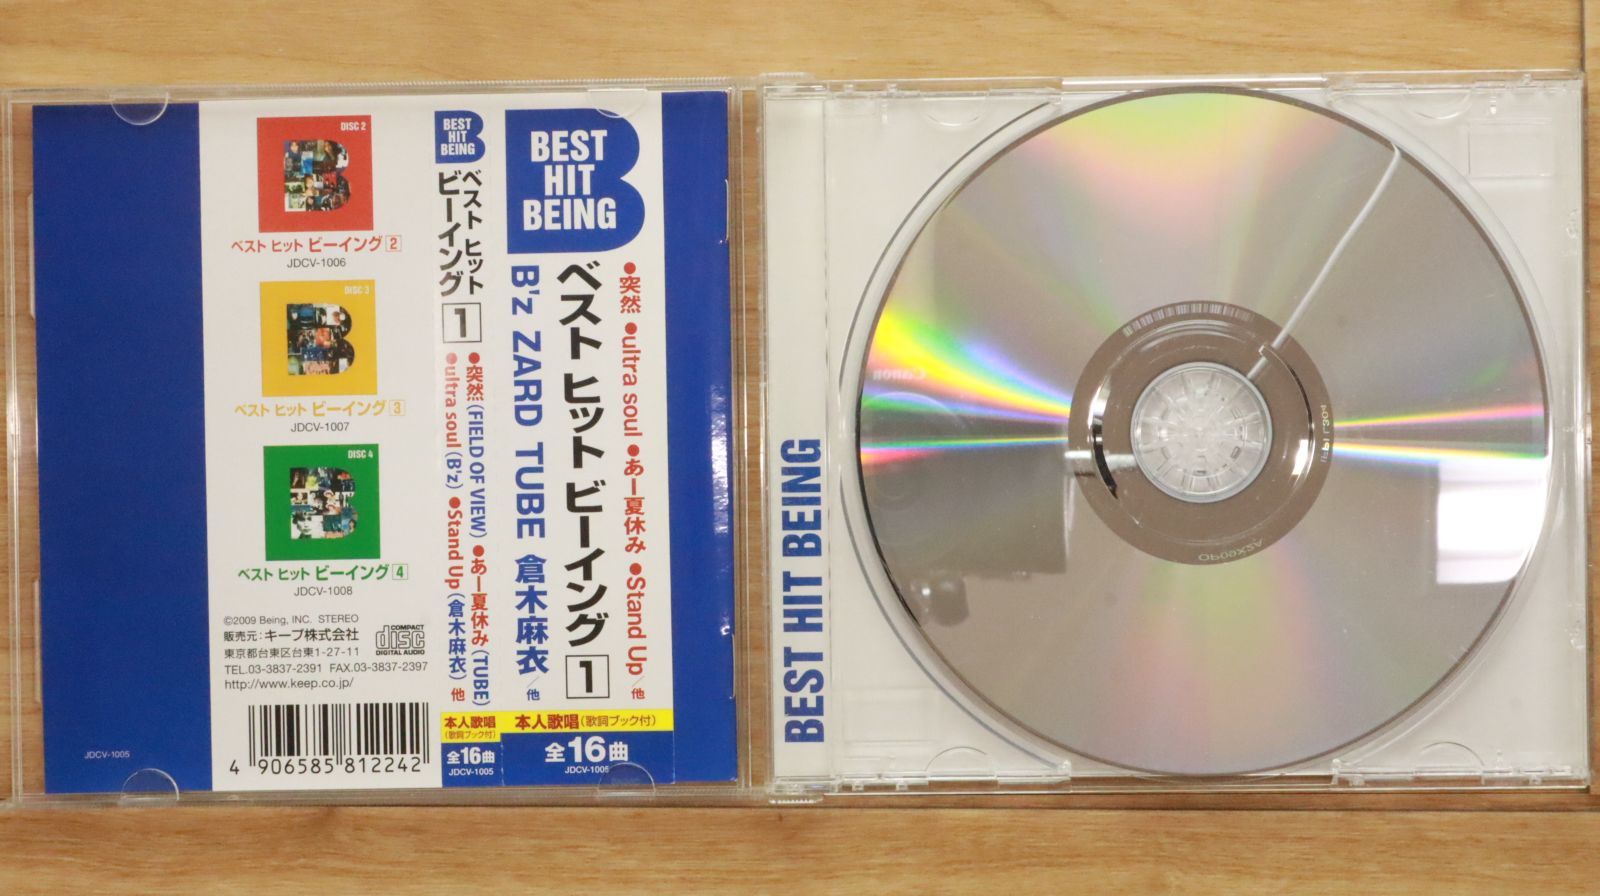 DISC 2
ベスト ヒット ビーイング 2
JDCV-1006
DISC 3
ベスト ヒット ビーイング 3
JDCV-1007
DISC 4
ベスト ヒット ビーイング 4
JDCV-1008
©2009 Being, INC. STEREO
販売元:キープ株式会社
東京都台東区台東1-27-11
TEL.03-3837-2391 FAX.03-3837-2397
http://www.keep.co.jp/
COMPACT
disc
DIGITAL AUDIO
4 906585 812242
JDCV-1005
BEST
HIT
BEING
ベスト ヒット
ビーイング 1
●突然(FIELD OF VIEW) ●あー夏休み(TUBE)
●ultra soul(B'z) ●Stand Up(倉木麻衣) 他
本人歌唱
(歌詞ブック付)
全16曲
JDCV-1005
BEST
HIT
BEING
●突然 ●ultra soul ●あー夏休み ●Stand Up/他
ベスト ヒット ビーイング 1
B'z ZARD TUBE 倉木麻衣/他
本人歌唱(歌詞ブック付)
全16曲
JDCV-1005
BEST HIT BEING
Canon